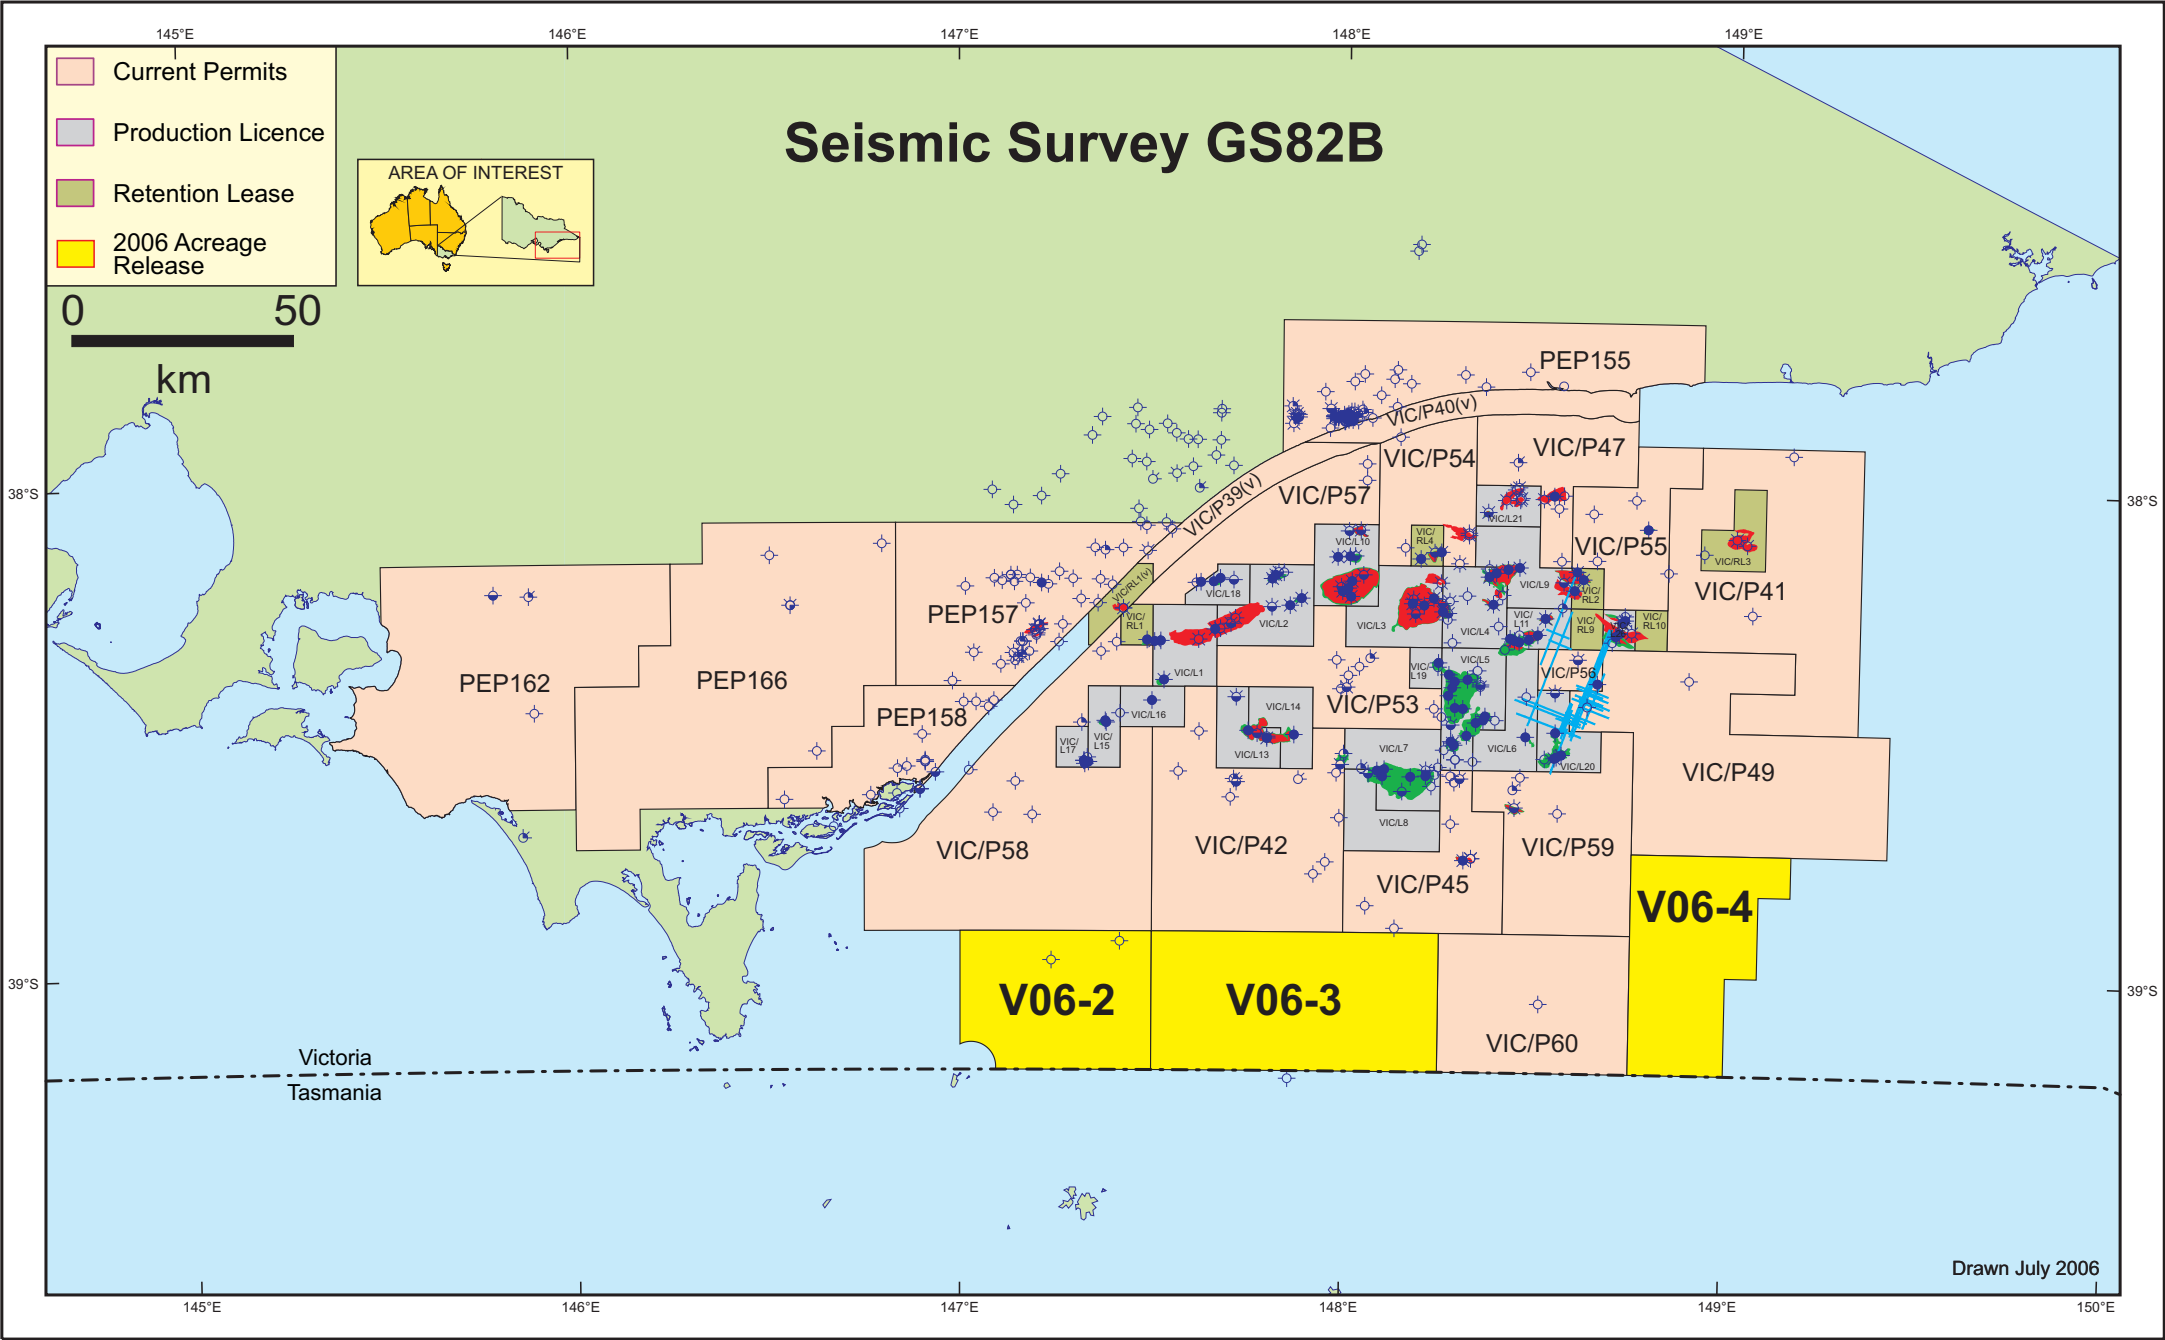 145°E
146°E
147°E
148°E
149°E
Current Permits
Production Licence
Retention Lease
2006 Acreage
Release
Seismic Survey GS82B
AREA OF INTEREST
0 50
km
PEP155
VIC/P40(v)
VIC/P47
VIC/P54
38°S
38°S
VIC/P39(v)
VIC/P57
VIC/L21
VIC/L10
VIC/
RL4
VIC/P55
VIC/RL3
VIC/P41
VIC/RL1(v)
VIC/L18
VIC/L9
VIC/
RL2
PEP157
VIC/
RL1
VIC/L2
VIC/L3
VIC/L4
VIC/
L11
VIC/
RL9
VIC/
RL10
PEP162
PEP166
VIC/L1
VIC/
L19
VIC/L5
VIC/P56
PEP158
VIC/L16
VIC/L14
VIC/P53
VIC/
L17
VIC/
L15
VIC/L13
VIC/L7
VIC/L6
VIC/L20
VIC/P49
VIC/L8
VIC/P58
VIC/P42
VIC/P59
VIC/P45
V06-4
39°S
39°S
V06-2
V06-3
VIC/P60
Victoria
Tasmania
Drawn July 2006
145°E
146°E
147°E
148°E
149°E
150°E